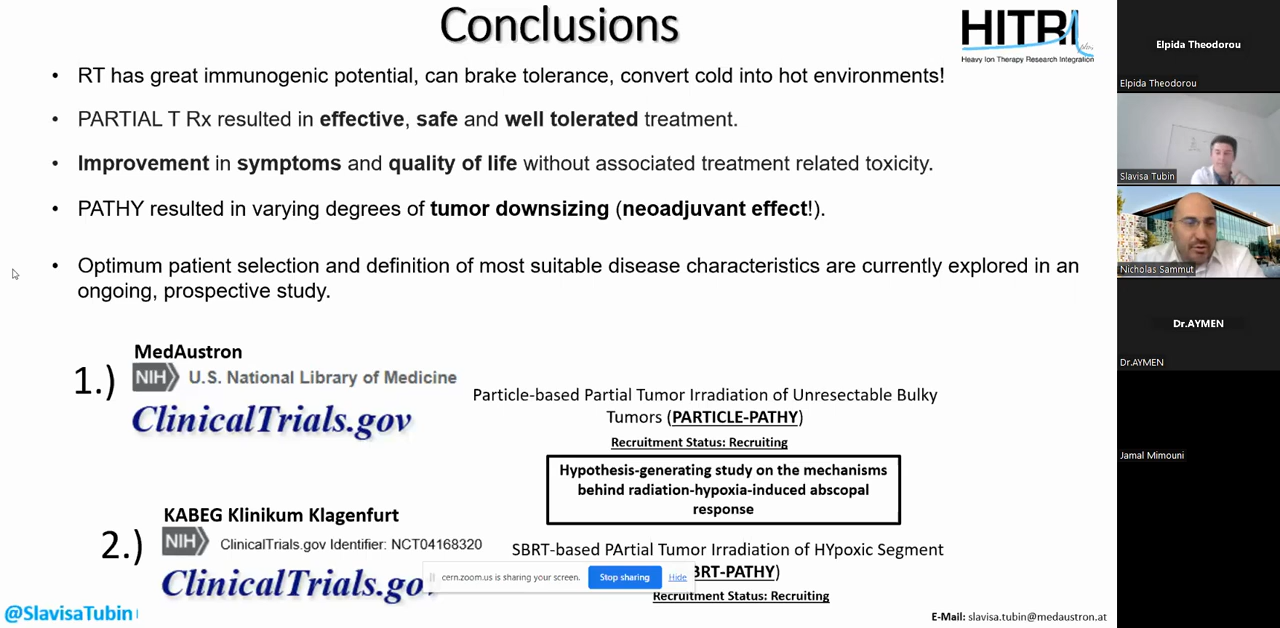 Conclusions
HITRI plus
Heavy Ion Therapy Research Integration
• RT has great immunogenic potential, can brake tolerance, convert cold into hot environments!
• PARTIAL T Rx resulted in effective, safe and well tolerated treatment.
• Improvement in symptoms and quality of life without associated treatment related toxicity.
• PATHY resulted in varying degrees of tumor downsizing (neoadjuvant effect!).
• Optimum patient selection and definition of most suitable disease characteristics are currently explored in an
ongoing, prospective study.
1.)
MedAustron
NIH U.S. National Library of Medicine
ClinicalTrials.gov
Particle-based Partial Tumor Irradiation of Unresectable Bulky
Tumors (PARTICLE-PATHY)
Recruitment Status: Recruiting
Hypothesis-generating study on the mechanisms
behind radiation-hypoxia-induced abscopal
response
2.)
KABEG Klinikum Klagenfurt
NIH ClinicalTrials.gov Identifier: NCT04168320
ClinicalTrials.go
SBRT-based PArtial Tumor Irradiation of HYpoxic Segment
BRT-PATHY)
Recruitment Status: Recruiting
cern.zoom.us is sharing your screen.
Stop sharing
Hide
@SlavisaTubin
E-Mail: slavisa.tubin@medaustron.at
Elpida Theodorou
Elpida Theodorou
Slavisa Tubin
Nicholas Sammut
Dr.AYMEN
Dr.AYMEN
Jamal Mimouni